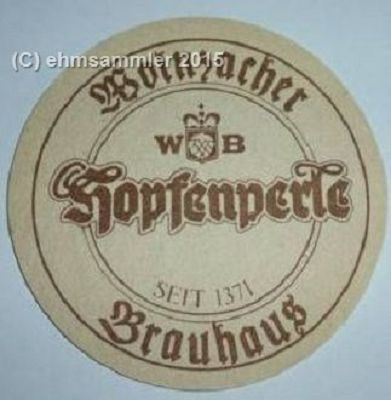 (C) ehmsammler 2015
Wolnzacher
W B
Hopfenperle
SEIT 1371
Brauhaus